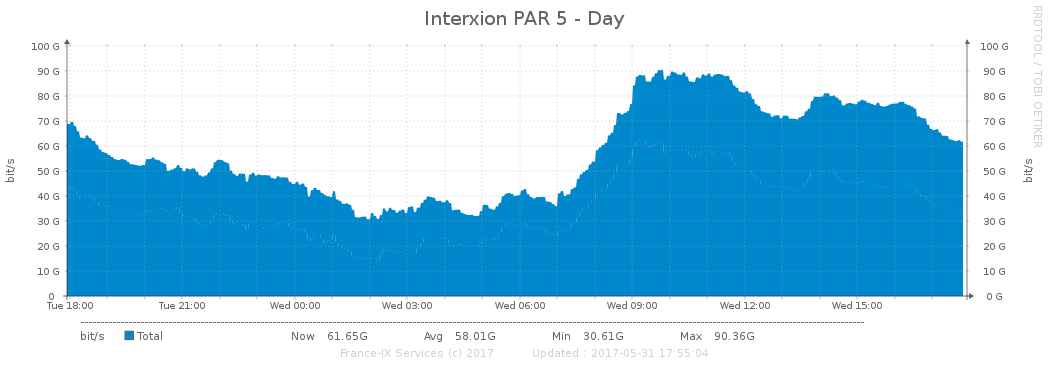 Interxion PAR 5 - Day
RRDTOOL / TOBI OETIKER
bit/s
100 G
90 G
80 G
70 G
60 G
50 G
40 G
30 G
20 G
10 G
0
100 G
90 G
80 G
70 G
60 G
50 G
40 G
30 G
20 G
10 G
0 G
bit/s
Tue 18:00 Tue 21:00 Wed 00:00 Wed 03:00 Wed 06:00 Wed 09:00 Wed 12:00 Wed 15:00
bit/s Total Now 61.65G Avg 58.01G Min 30.61G Max 90.36G
France-IX Services (c) 2017 Updated : 2017-05-31 17:55:04